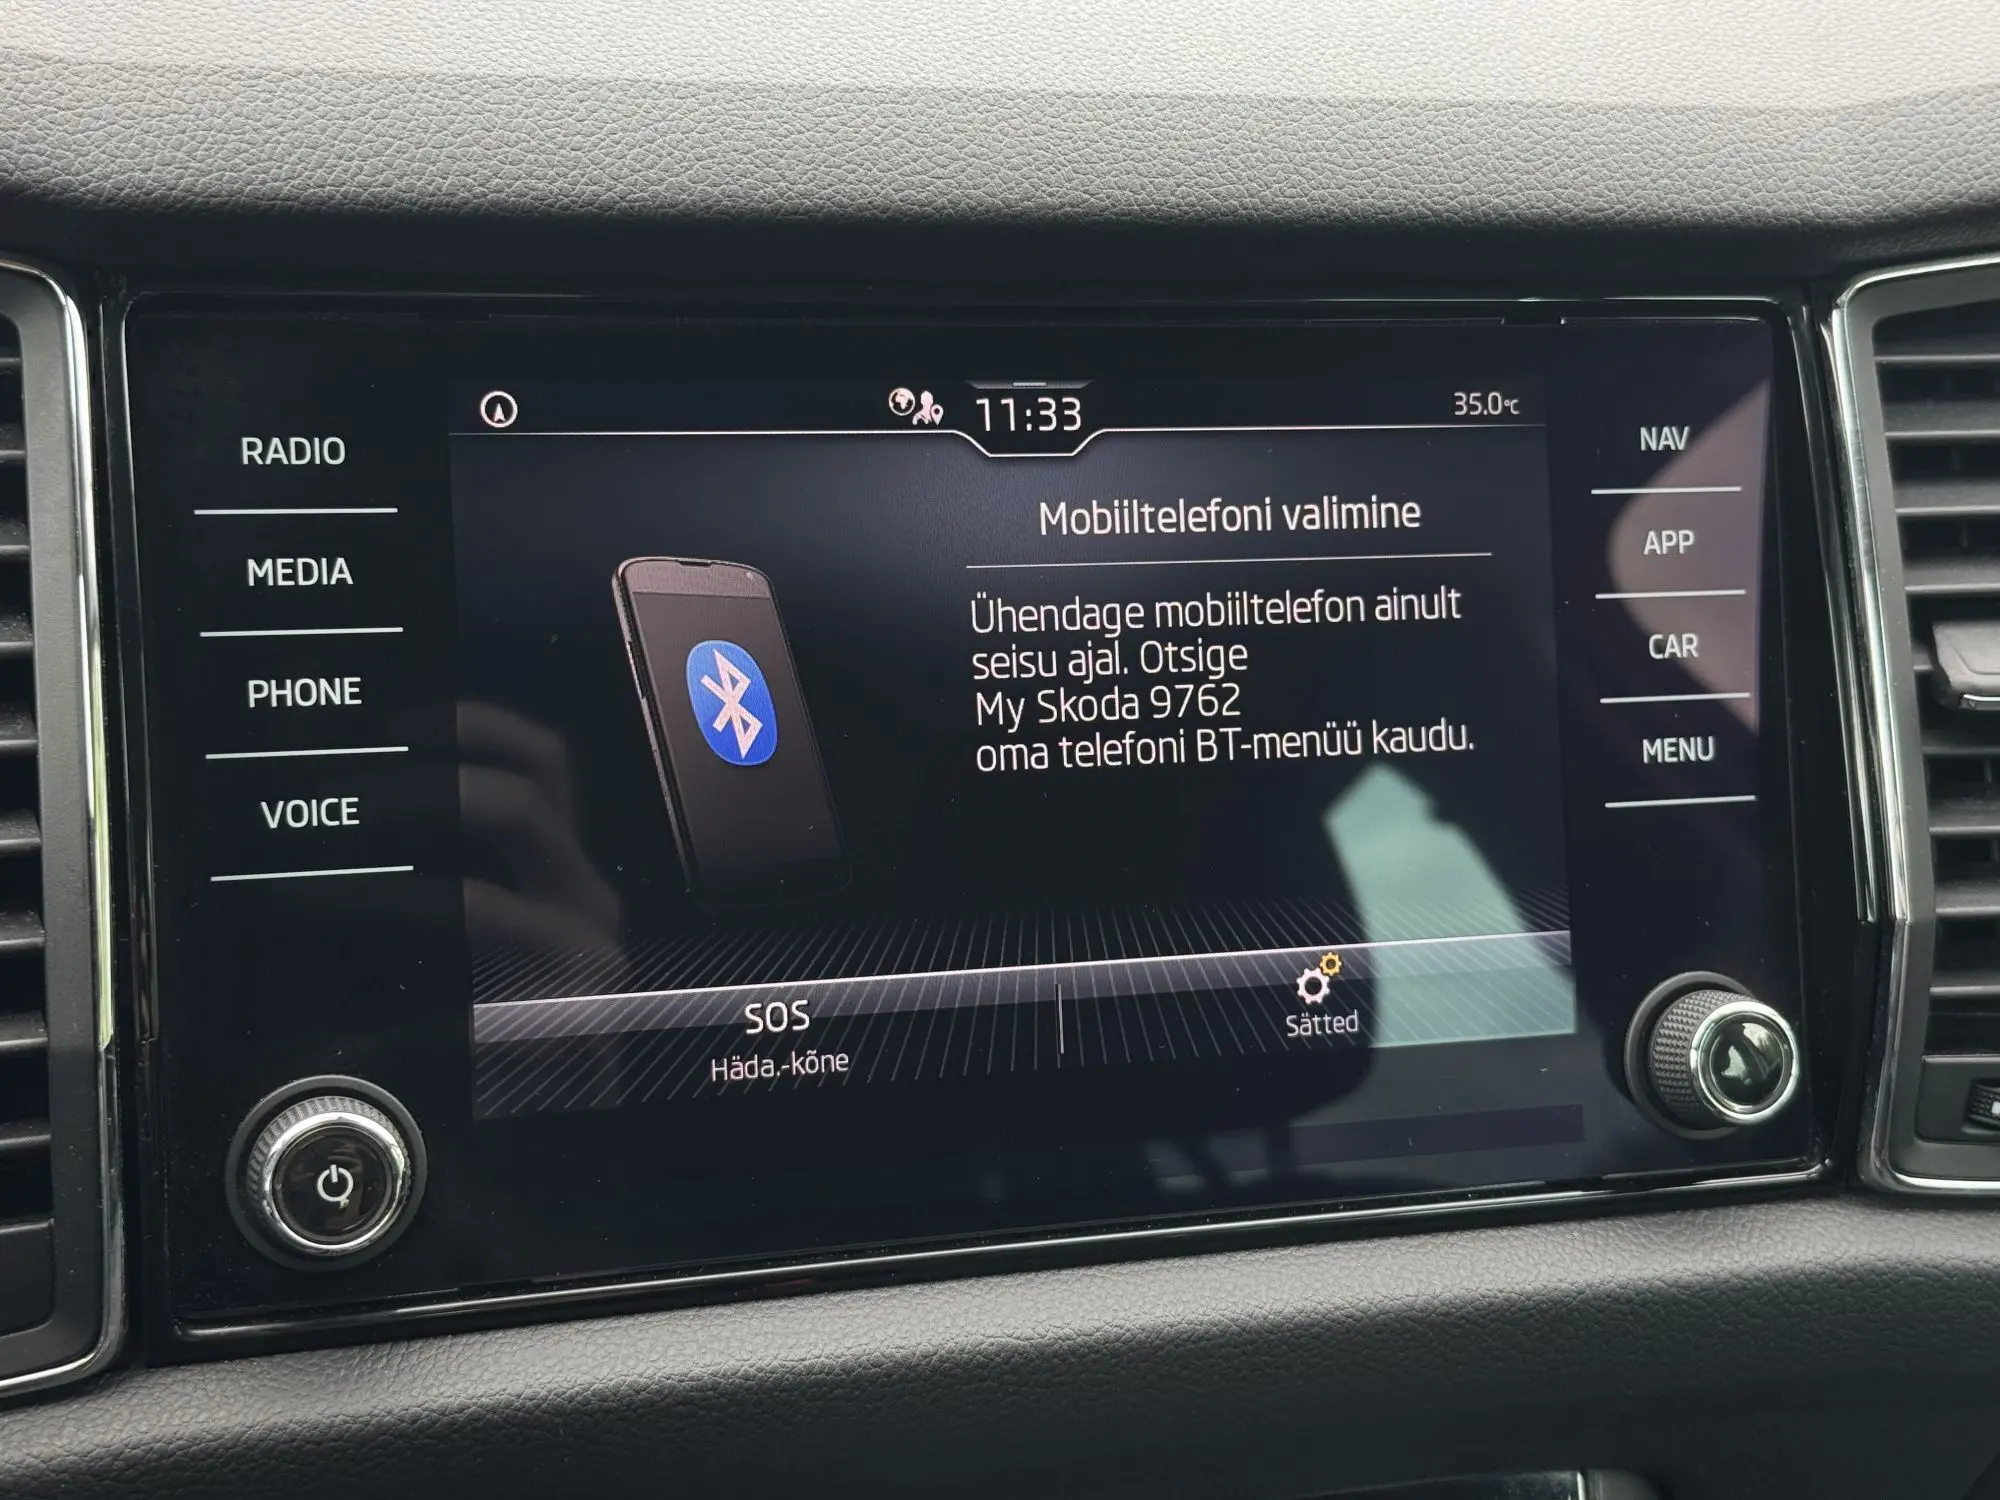 11:33
35.0°C
RADIO
MEDIA
PHONE
VOICE
Mobiiltelefoni valimine
Ühendage mobiiltelefon ainult
seisu ajal. Otsige
My Skoda 9762
oma telefoni BT-menüü kaudu.
SOS
Häda.-kõne
Sätted
NAV
APP
CAR
MENU